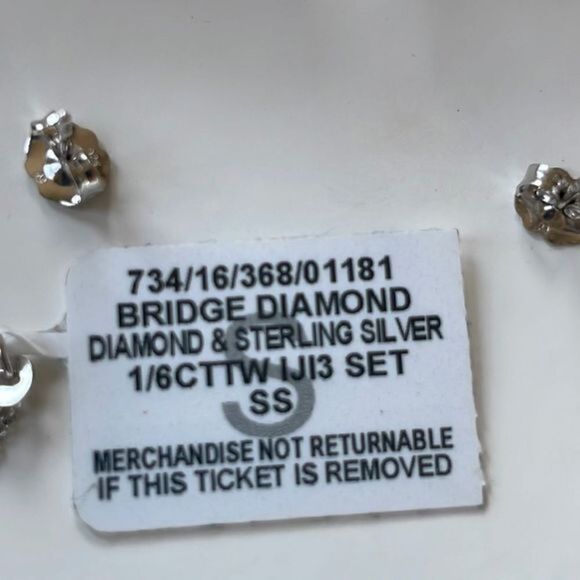 734/16/368/01181
BRIDGE DIAMOND
DIAMOND & STERLING SILVER
1/6CTTW IJI3 SET
SS
S
MERCHANDISE NOT RETURNABLE
IF THIS TICKET IS REMOVED